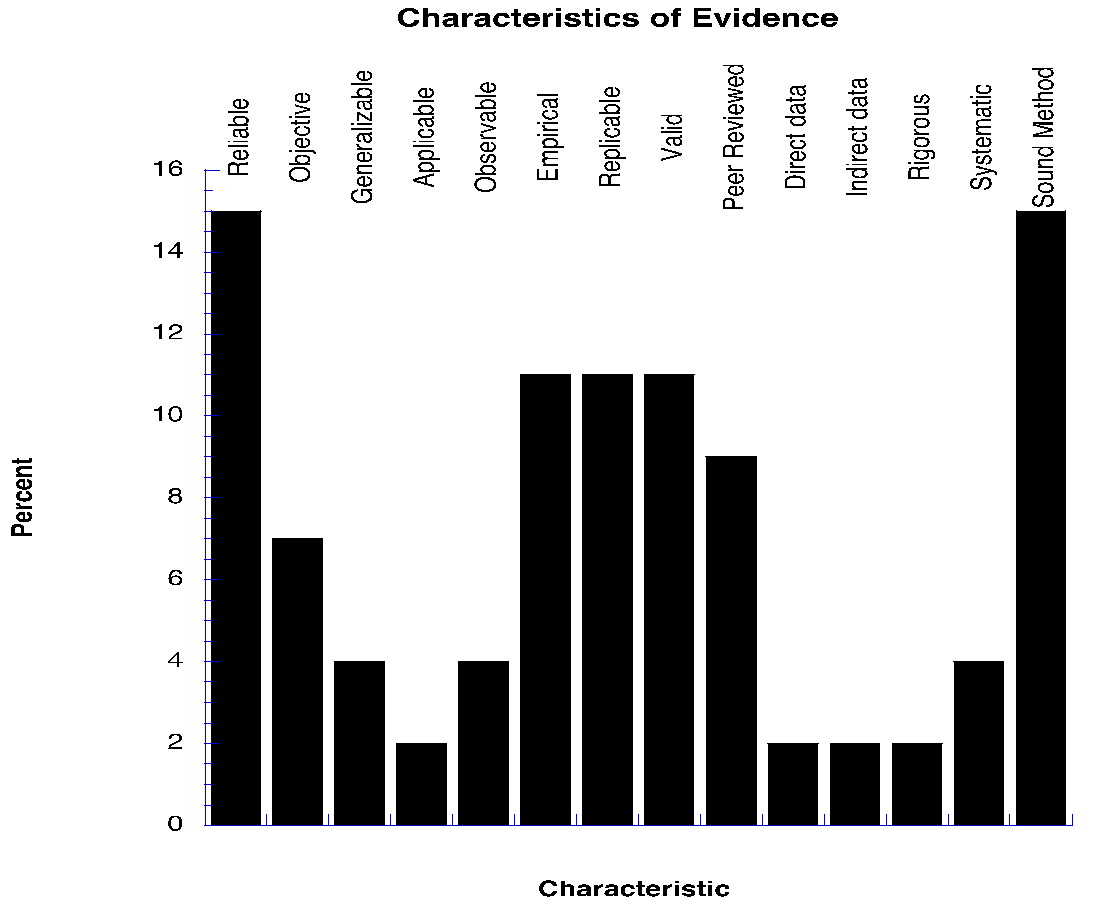 Characteristics of Evidence
Reliable
Objective
Generalizable
Applicable
Observable
Empirical
Replicable
Valid
Peer Reviewed
Direct data
Indirect data
Rigorous
Systematic
Sound Method
16
14
12
10
8
6
4
2
0
Percent
Characteristic